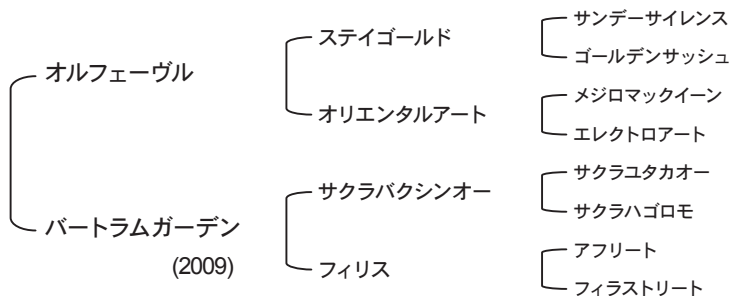 オルフェーヴル
ステイゴールド
サンデーサイレンス
ゴールデンサッシュ
オリエンタルアート
メジロマックイーン
エレクトロアート
バートラムガーデン
(2009)
サクラバクシンオー
サクラユタカオー
サクラハゴロモ
フィリス
アフリート
フィラストリート